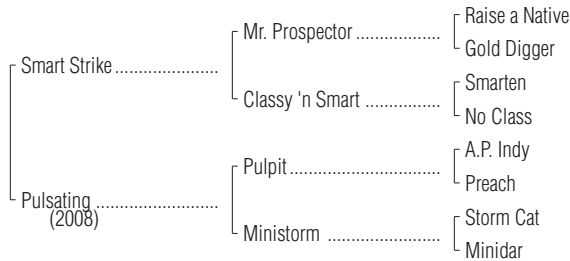 Raise a Native
Mr. Prospector ..................
Gold Digger
Smart Strike .......................
Smarten
Classy 'n Smart ................
No Class
A.P. Indy
Pulpit................................
Preach
Pulsating ...........................
(2008)
Storm Cat
Ministorm ........................
Minidar